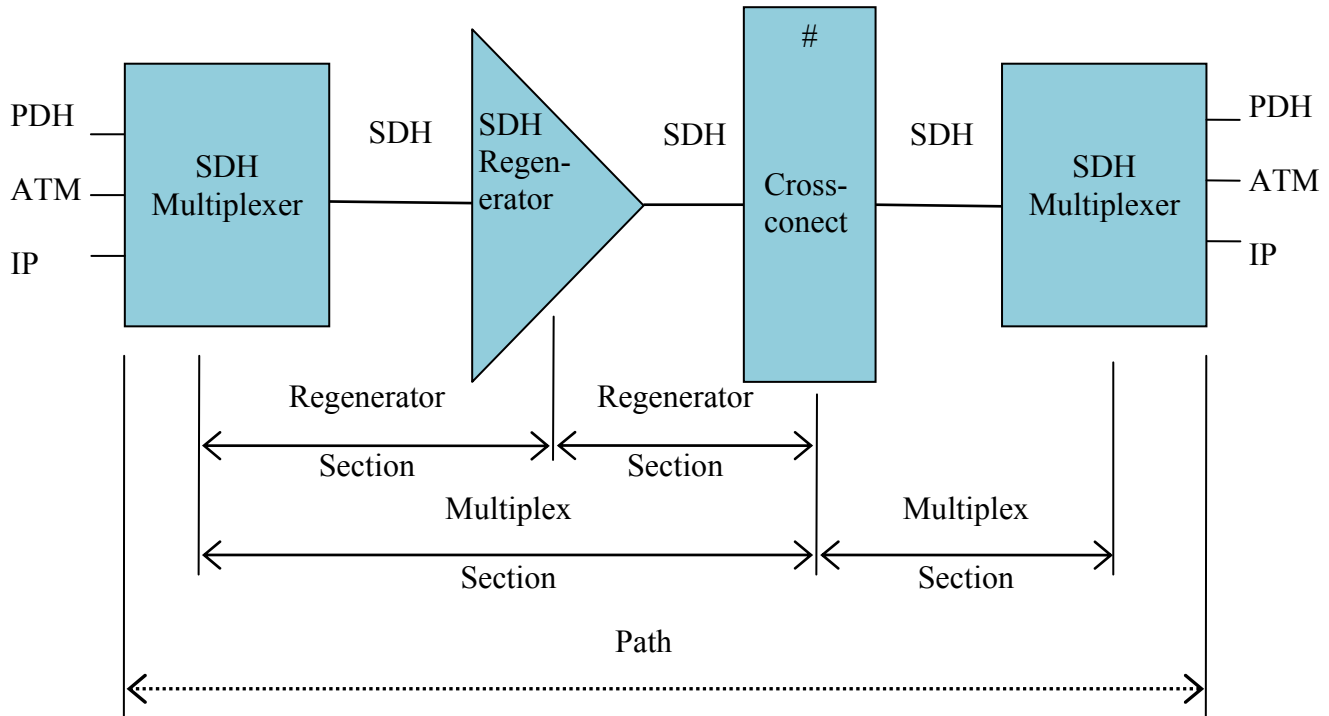 #
PDH
ATM
IP
SDH
Multiplexer
SDH
SDH
Regen-
erator
SDH
Cross-
conect
SDH
SDH
Multiplexer
PDH
ATM
IP
Regenerator
Section
Regenerator
Section
Multiplex
Section
Multiplex
Section
Path